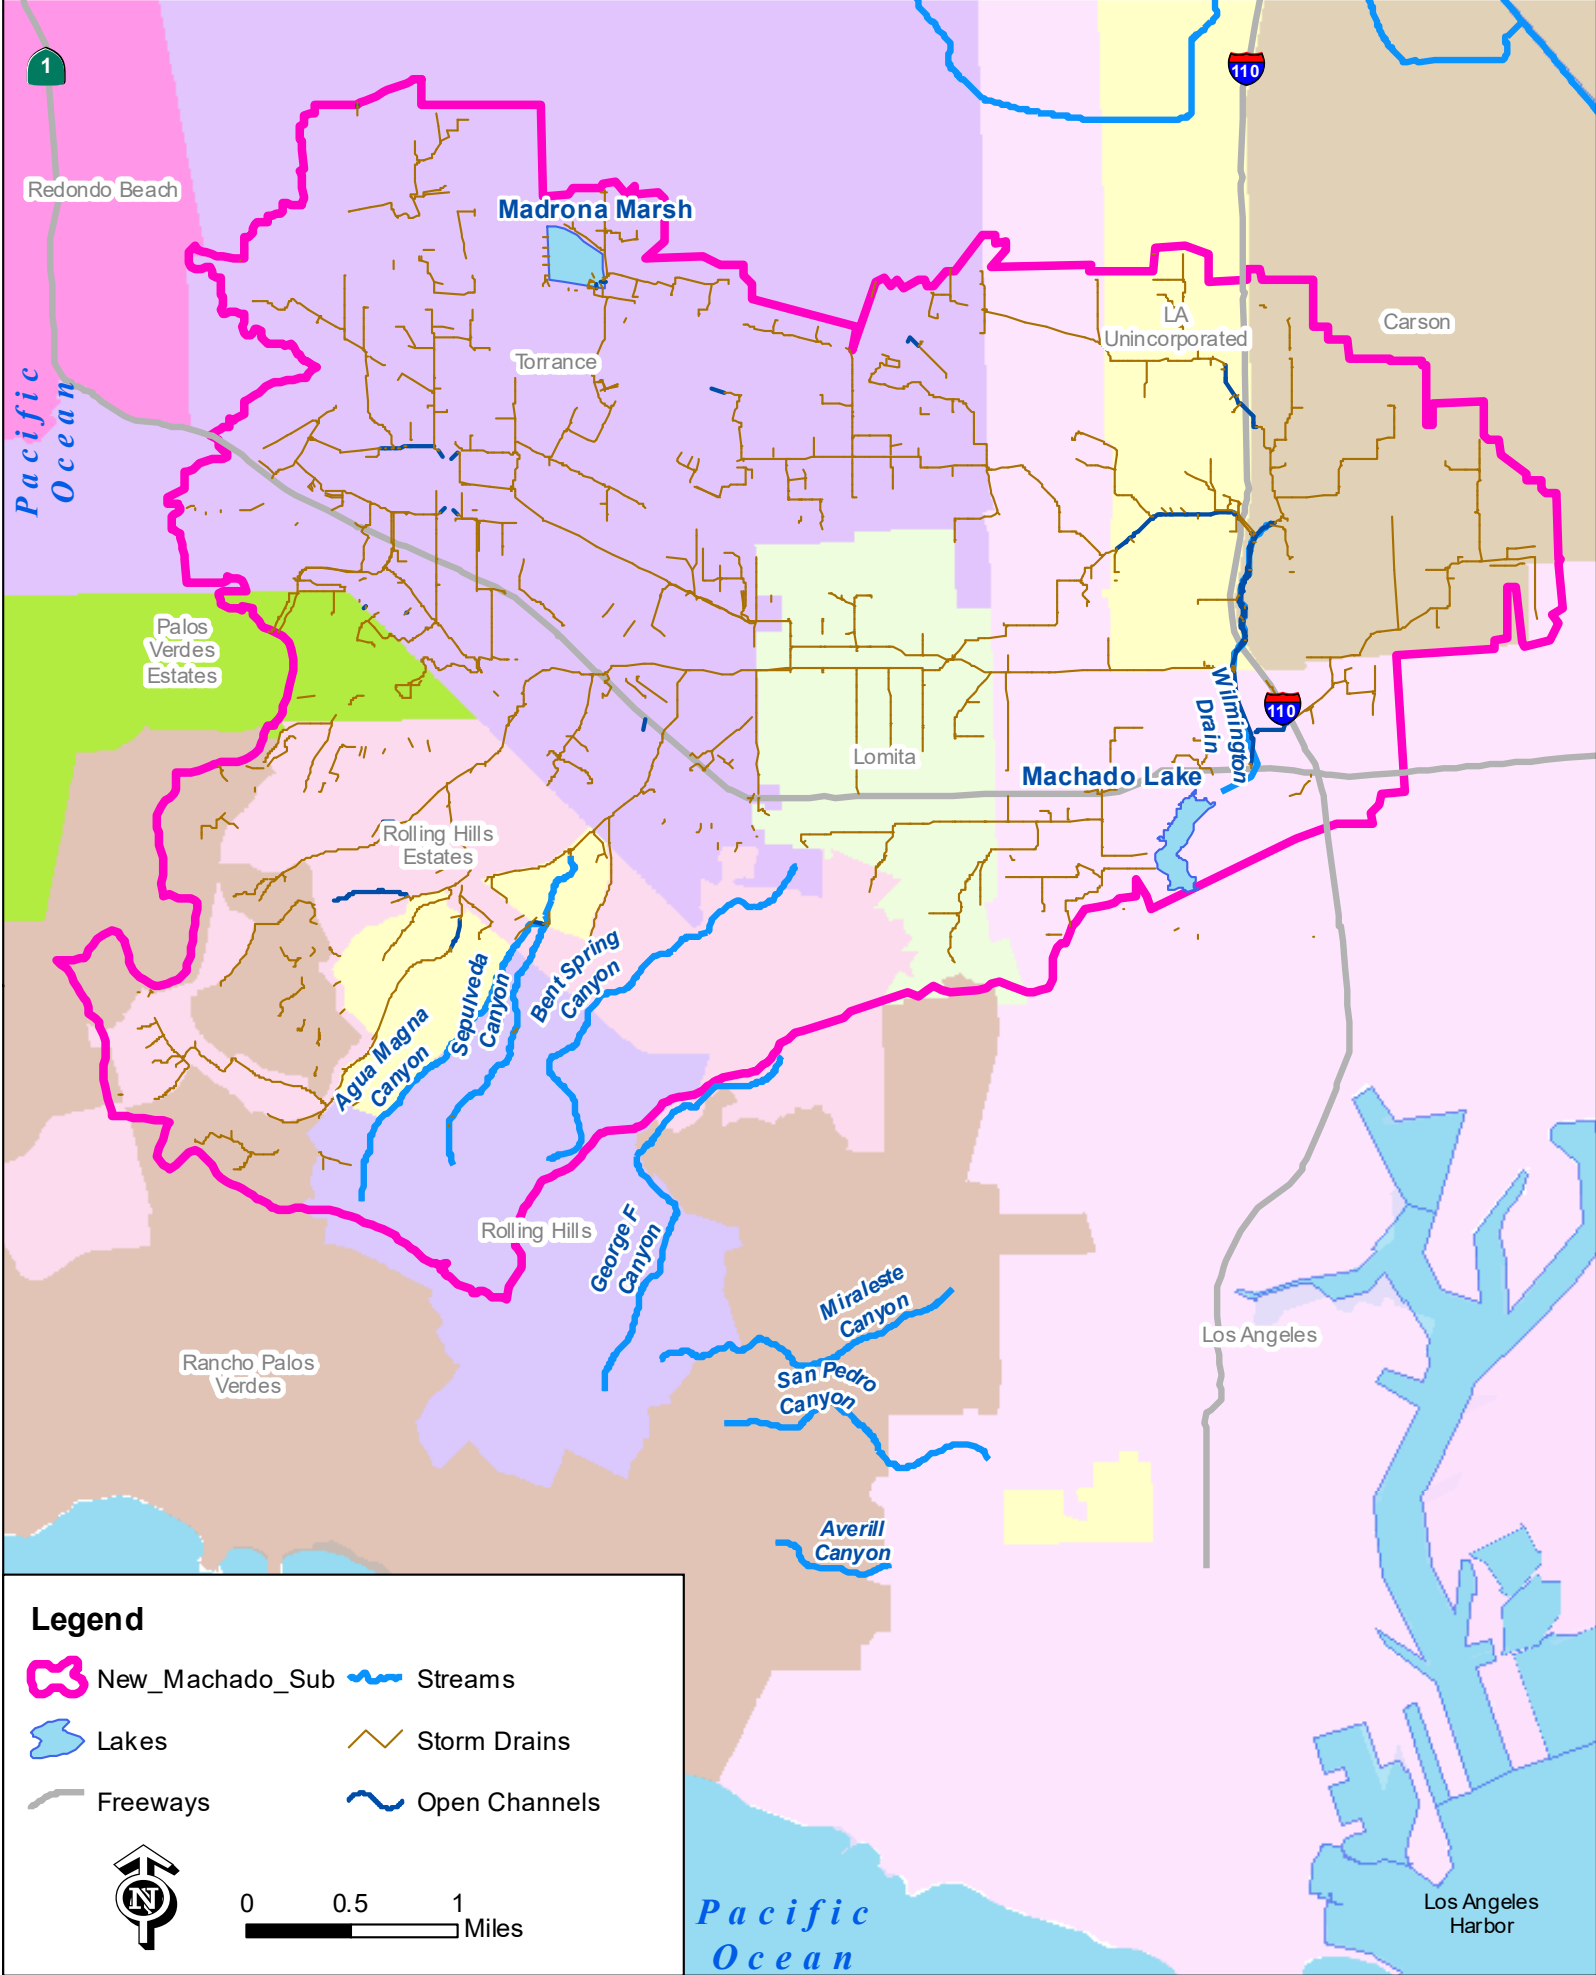 1
110
Redondo Beach
Madrona Marsh
LA
Unincorporated
Carson
Torrance
Pacific
Ocean
Palos
Verdes
Estates
Wilmington
Drain
110
Lomita
Machado Lake
Rolling Hills
Estates
Bent Spring
Canyon
Sepulveda
Canyon
Agua Magna
Canyon
Rolling Hills
George F
Canyon
Miraleste
Canyon
Los Angeles
Rancho Palos
Verdes
San Pedro
Canyon
Averill
Canyon
Legend
New_Machado_Sub
Streams
Lakes
Storm Drains
Freeways
Open Channels
N
0 0.5 1
Miles
Pacific
Ocean
Los Angeles
Harbor